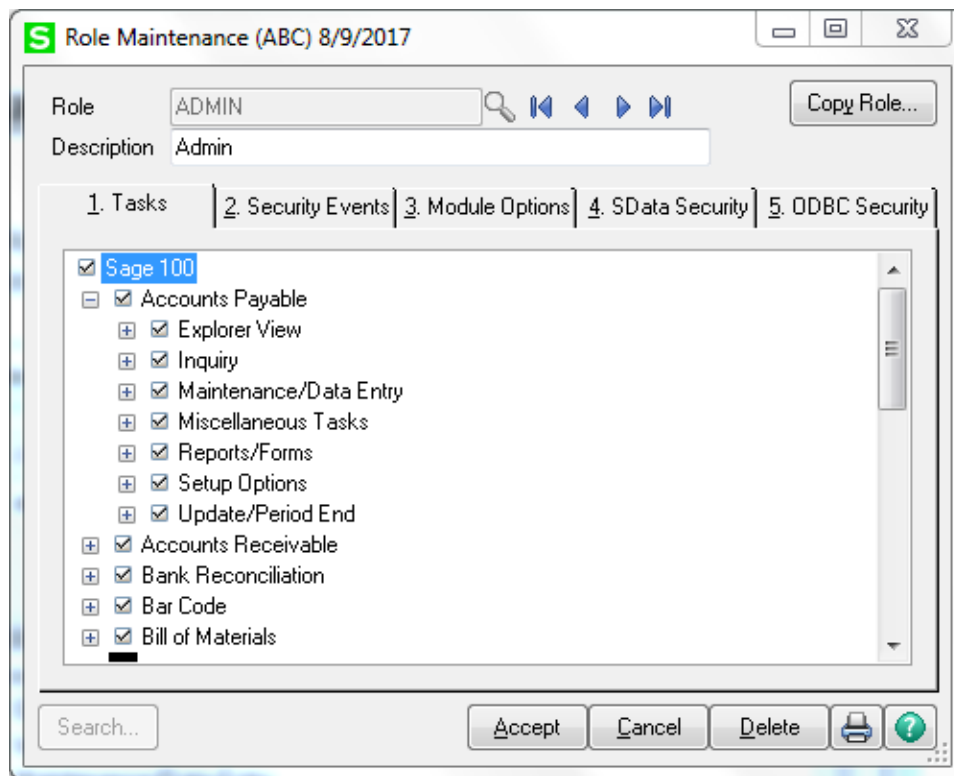 S Role Maintenance (ABC) 8/9/2017
Role ADMIN Copy Role...
Description Admin
1. Tasks 2. Security Events 3. Module Options 4. SData Security 5. ODBC Security
Sage 100
Accounts Payable
Explorer View
Inquiry
Maintenance/Data Entry
Miscellaneous Tasks
Reports/Forms
Setup Options
Update/Period End
Accounts Receivable
Bank Reconciliation
Bar Code
Bill of Materials
Search... Accept Cancel Delete ?